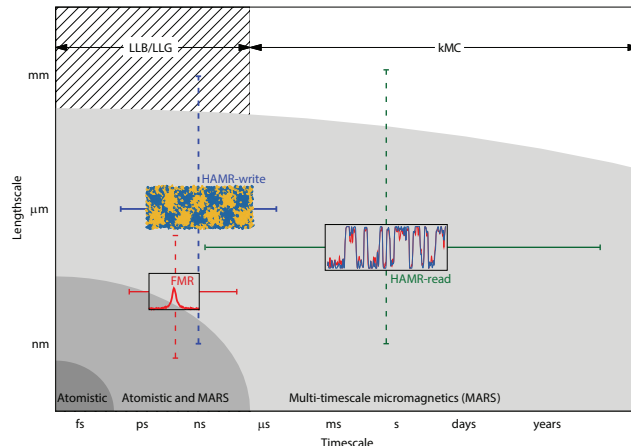 LLB/LLG
kMC
mm
HAMR-write
μm
Lengthscale
FMR
HAMR-read
nm
Atomistic
Atomistic and MARS
Multi-timescale micromagnetics (MARS)
fs
ps
ns
μs
ms
s
days
years
Timescale